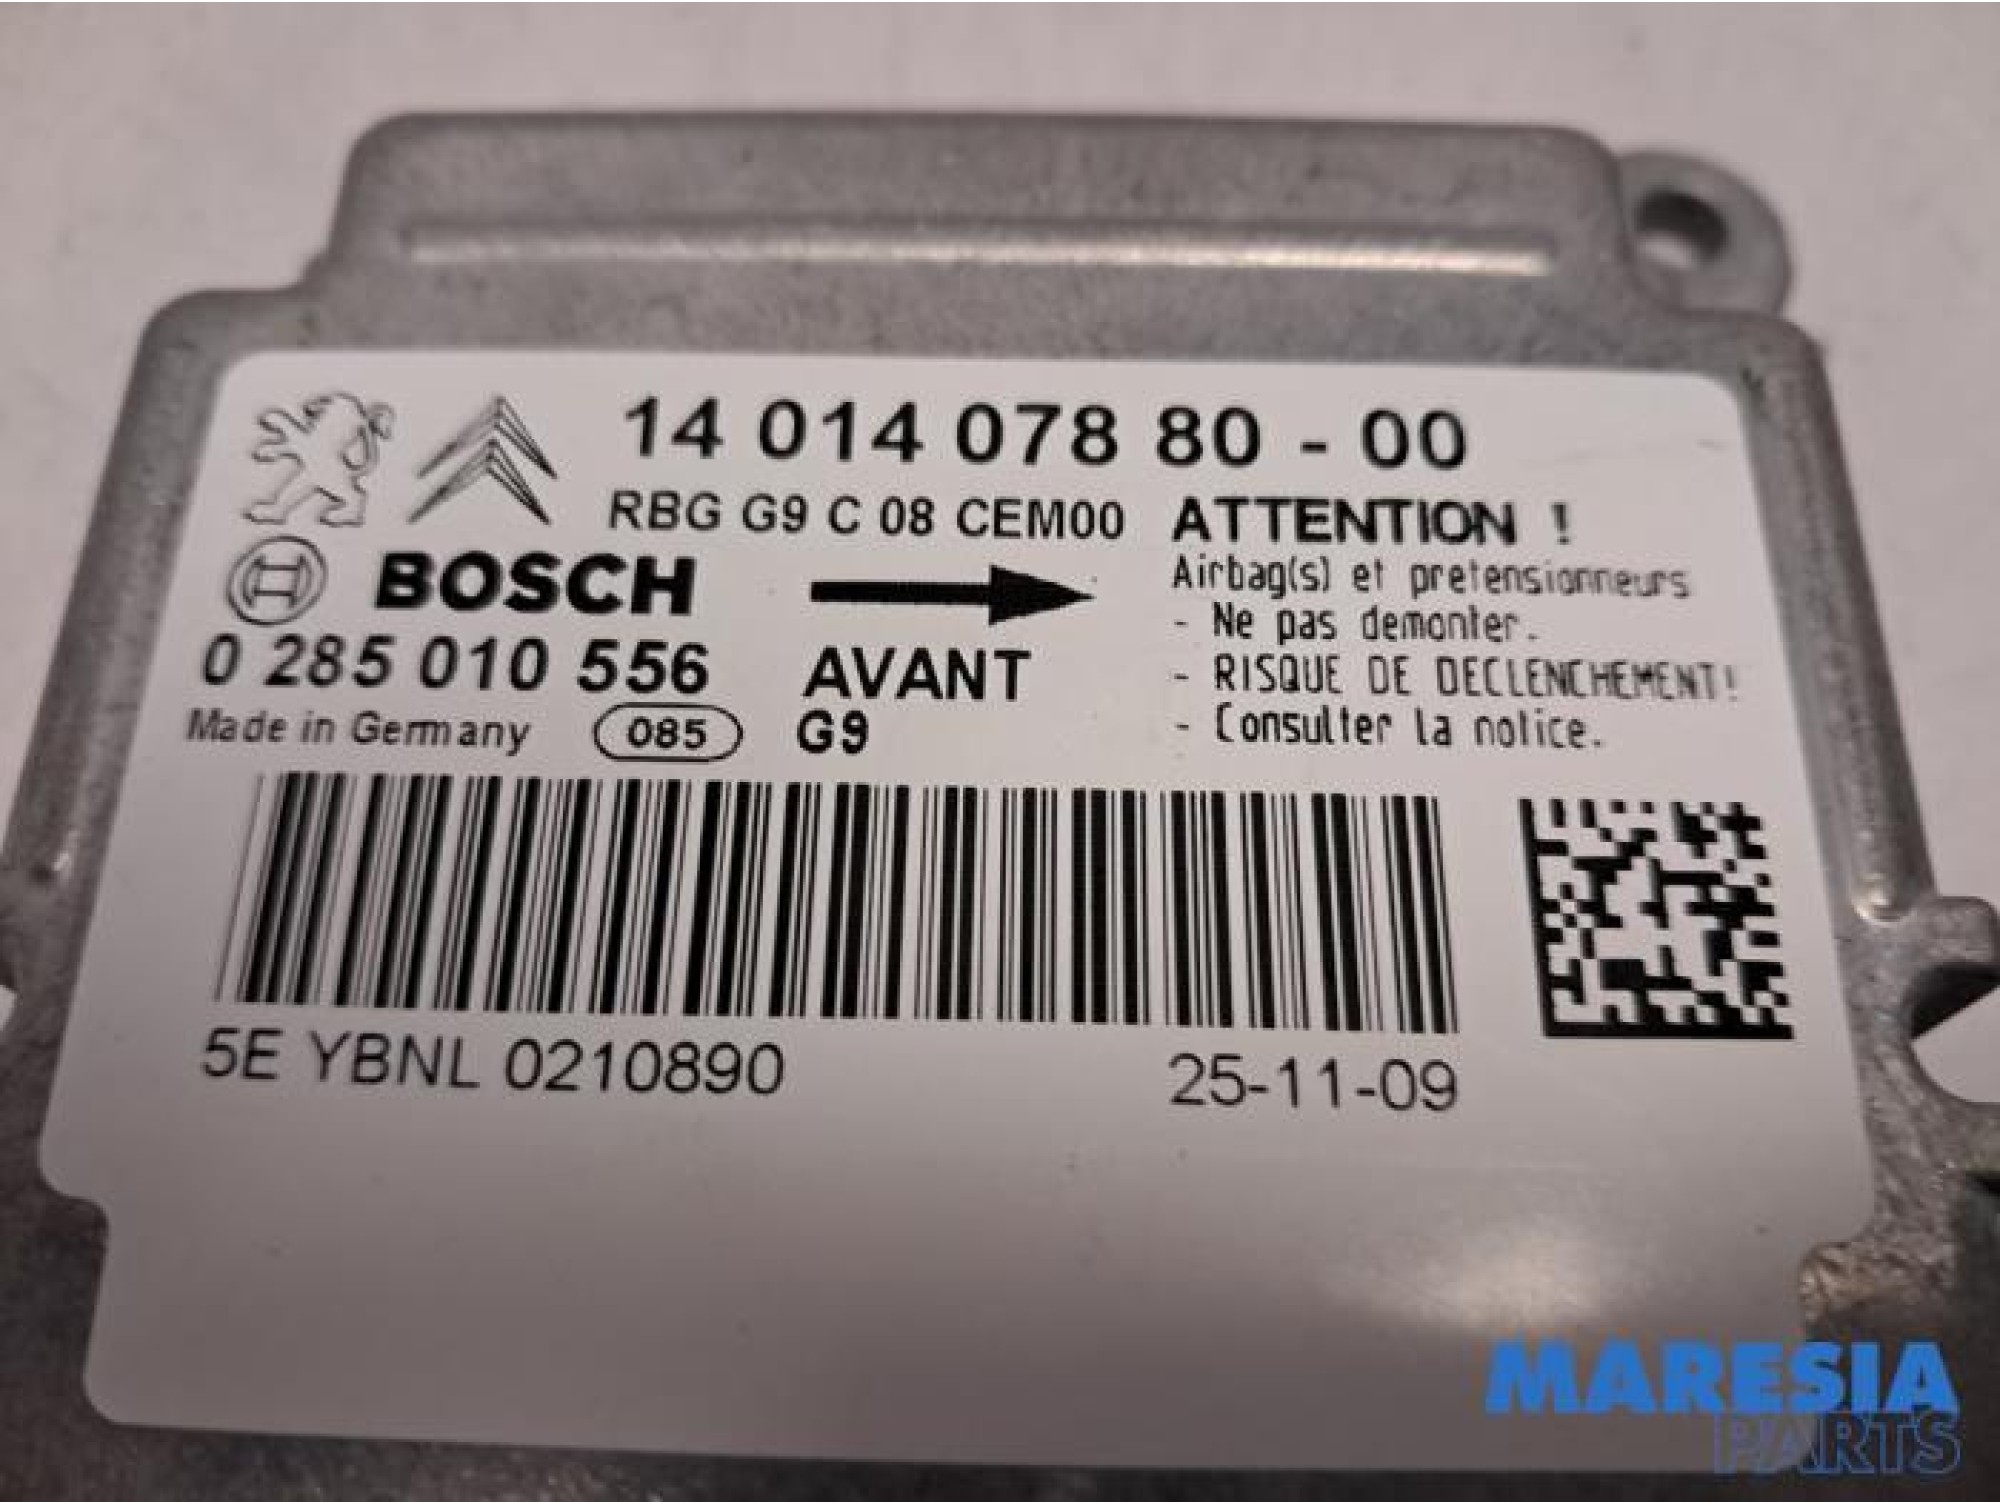 14 014 078 80 - 00
RBG G9 C 08 CEM00
BOSCH
0 285 010 556
Made in Germany
085
AVANT
G9
ATTENTION !
Airbag(s) et pretensionneurs
- Ne pas demonter.
- RISQUE DE DECLENCHEMENT!
- Consulter la notice.
5E YBNL 0210890
25-11-09
MARESIA
PARTS